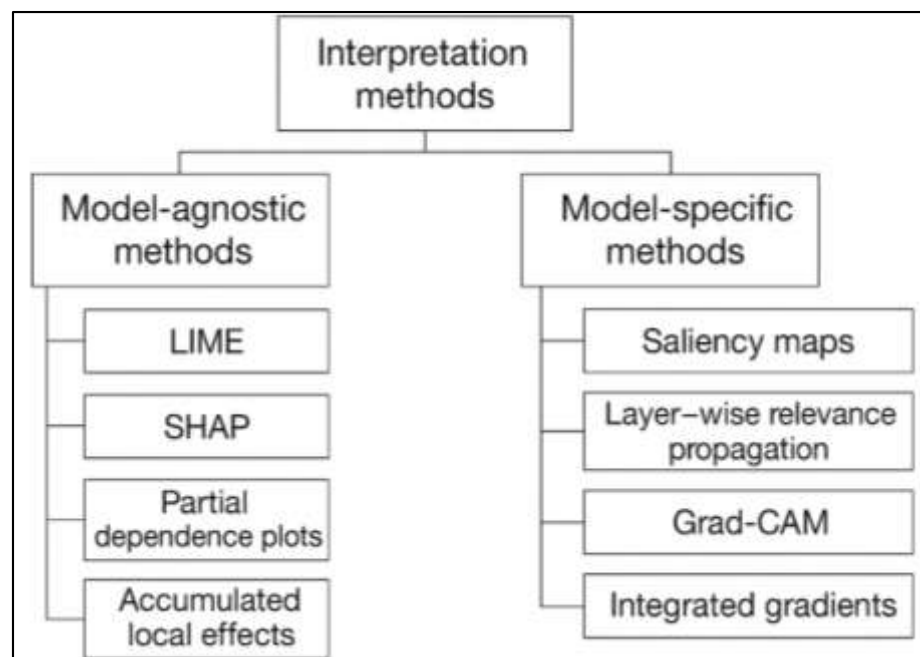 Interpretation
methods
Model-agnostic
methods
LIME
SHAP
Partial
dependence plots
Accumulated
local effects
Model-specific
methods
Saliency maps
Layer–wise relevance
propagation
Grad-CAM
Integrated gradients